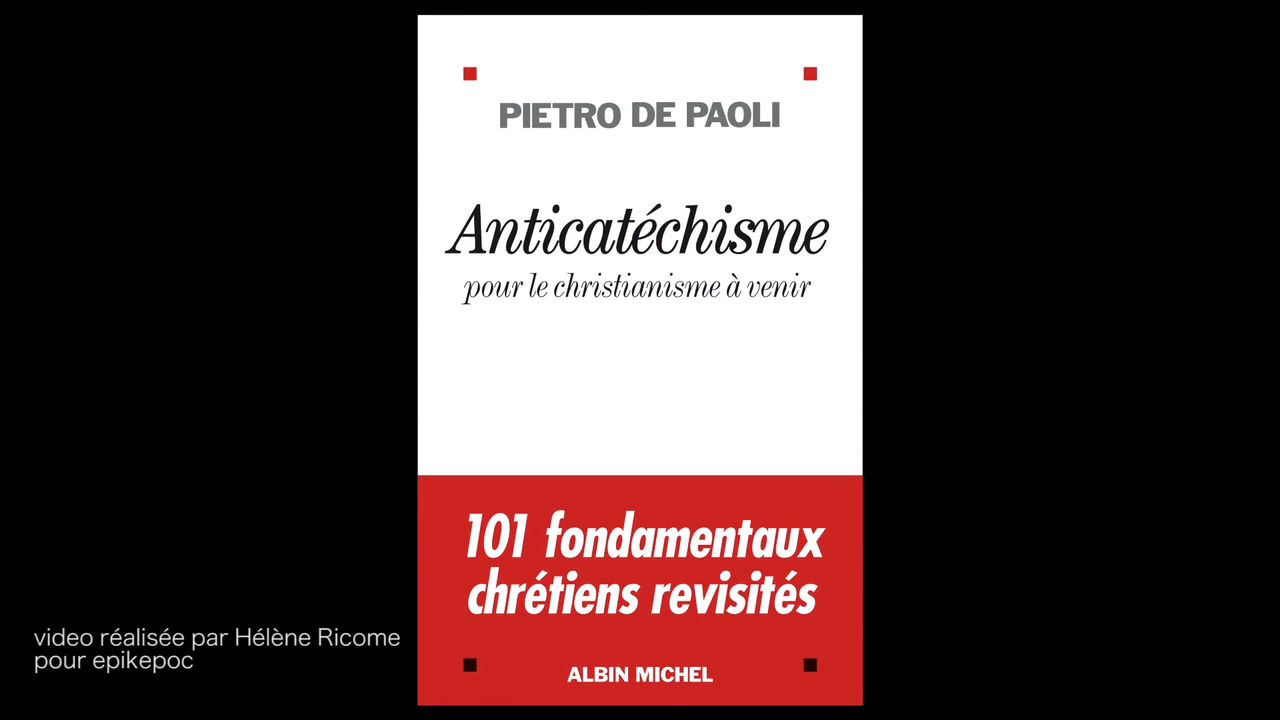 PIETRO DE PAOLI
Anticatéchisme
pour le christianisme à venir
101 fondamentaux
chrétiens revisités
ALBIN MICHEL
video réalisée par Hélène Ricome
pour epikepoc